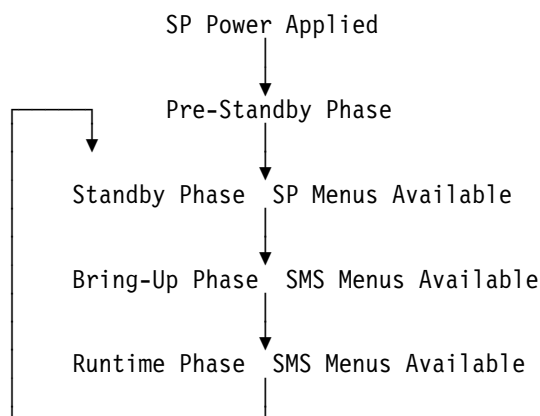 SP Power Applied
Pre-Standby Phase
Standby Phase SP Menus Available
Bring-Up Phase SMS Menus Available
Runtime Phase SMS Menus Available